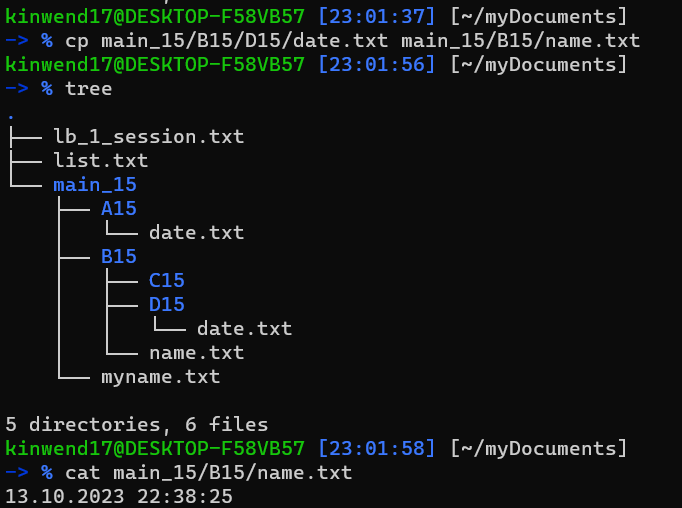 kinwend17@DESKTOP-F58VB57 [23:01:37] [~/myDocuments]
-> % cp main_15/B15/D15/date.txt main_15/B15/name.txt
kinwend17@DESKTOP-F58VB57 [23:01:56] [~/myDocuments]
-> % tree
.
├── lb_1_session.txt
├── list.txt
└── main_15
    ├── A15
    │   └── date.txt
    ├── B15
    │   ├── C15
    │   ├── D15
    │   │   └── date.txt
    │   └── name.txt
    └── myname.txt

5 directories, 6 files
kinwend17@DESKTOP-F58VB57 [23:01:58] [~/myDocuments]
-> % cat main_15/B15/name.txt
13.10.2023 22:38:25